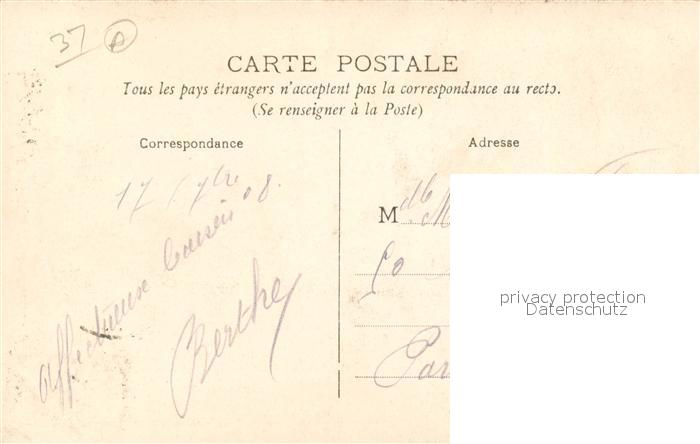 37
CARTE POSTALE
Tous les pays étrangers n'acceptent pas la correspondance au recto.
(Se renseigner à la Poste)
Correspondance
17 / 7bre 08.
affectueux baisers
Berthe
Adresse
M
privacy protection
Datenschutz